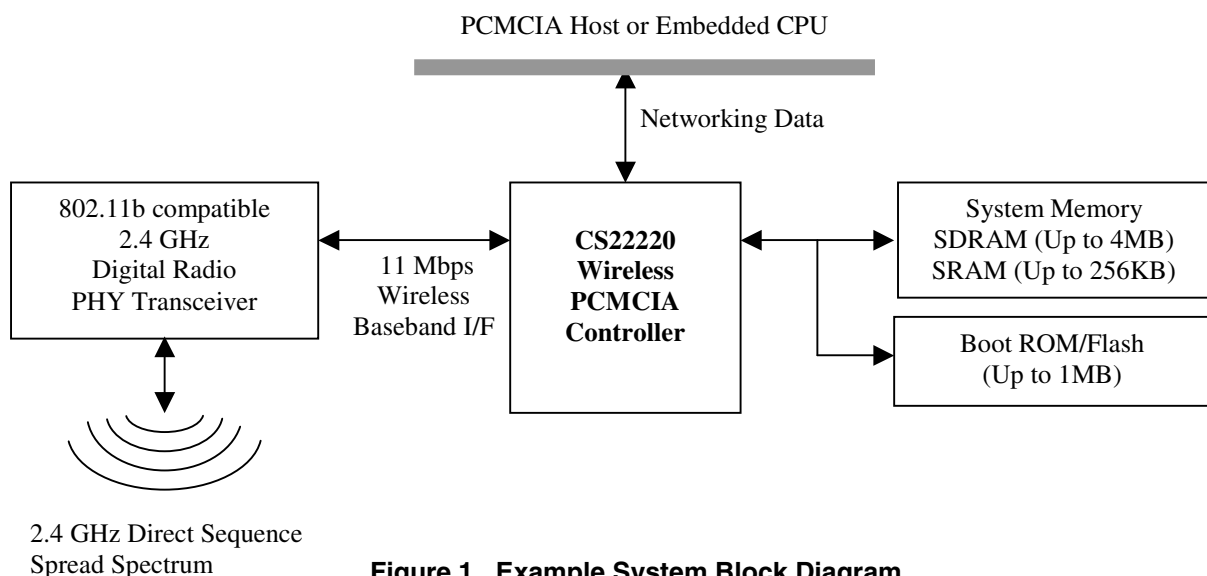 PCMCIA Host or Embedded CPU
Networking Data
802.11b compatible
2.4 GHz
Digital Radio
PHY Transceiver
11 Mbps
Wireless
Baseband I/F
CS22220
Wireless
PCMCIA
Controller
System Memory
SDRAM (Up to 4MB)
SRAM (Up to 256KB)
Boot ROM/Flash
(Up to 1MB)
2.4 GHz Direct Sequence
Spread Spectrum
Figure 1. Example System Block Diagram